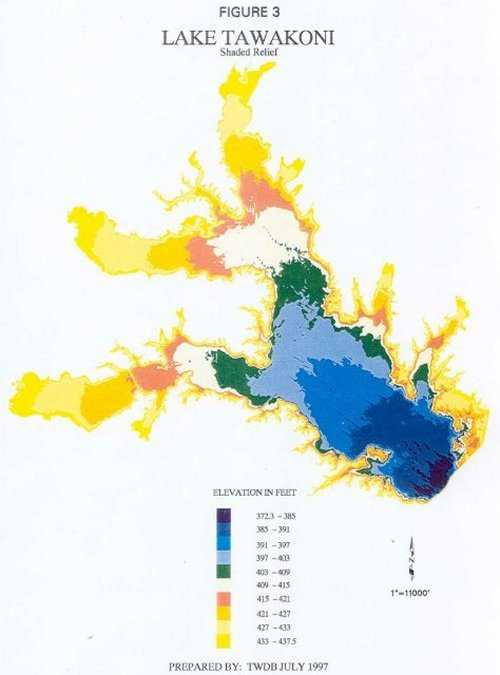 FIGURE 3
LAKE TAWAKONI
Shaded Relief
ELEVATION IN FEET
372.3 – 385
385 – 391
391 – 397
397 – 403
403 – 409
409 – 415
415 – 421
421 – 427
427 – 433
433 – 437.5
N
1"=11000'
PREPARED BY: TWDB JULY 1997